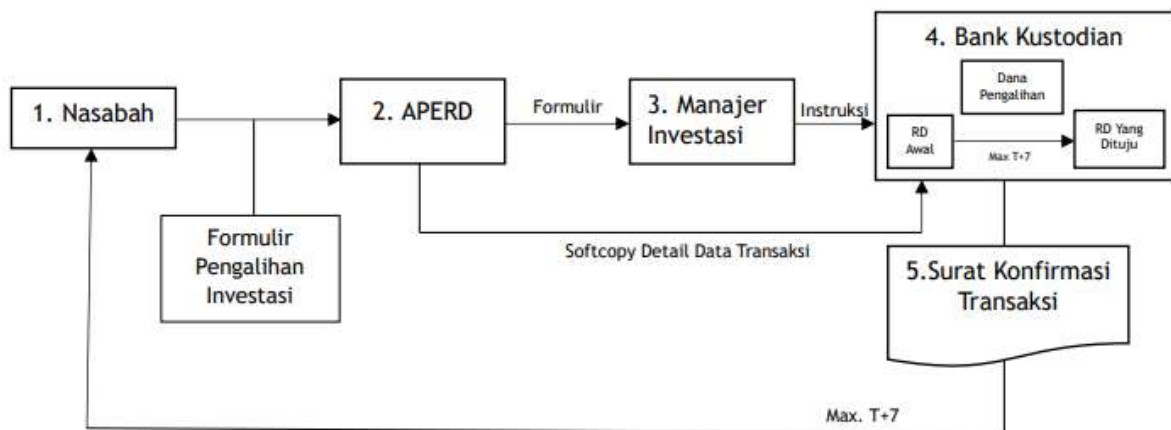 4. Bank Kustodian
Dana
Pengalihan
1. Nasabah
2. APERD
Formulir
3. Manajer
Investasi
Instruksi
RD
Awal
Max T+7
RD Yang
Dituju
Formulir
Pengalihan
Investasi
Softcopy Detail Data Transaksi
5.Surat Konfirmasi
Transaksi
Max. T+7